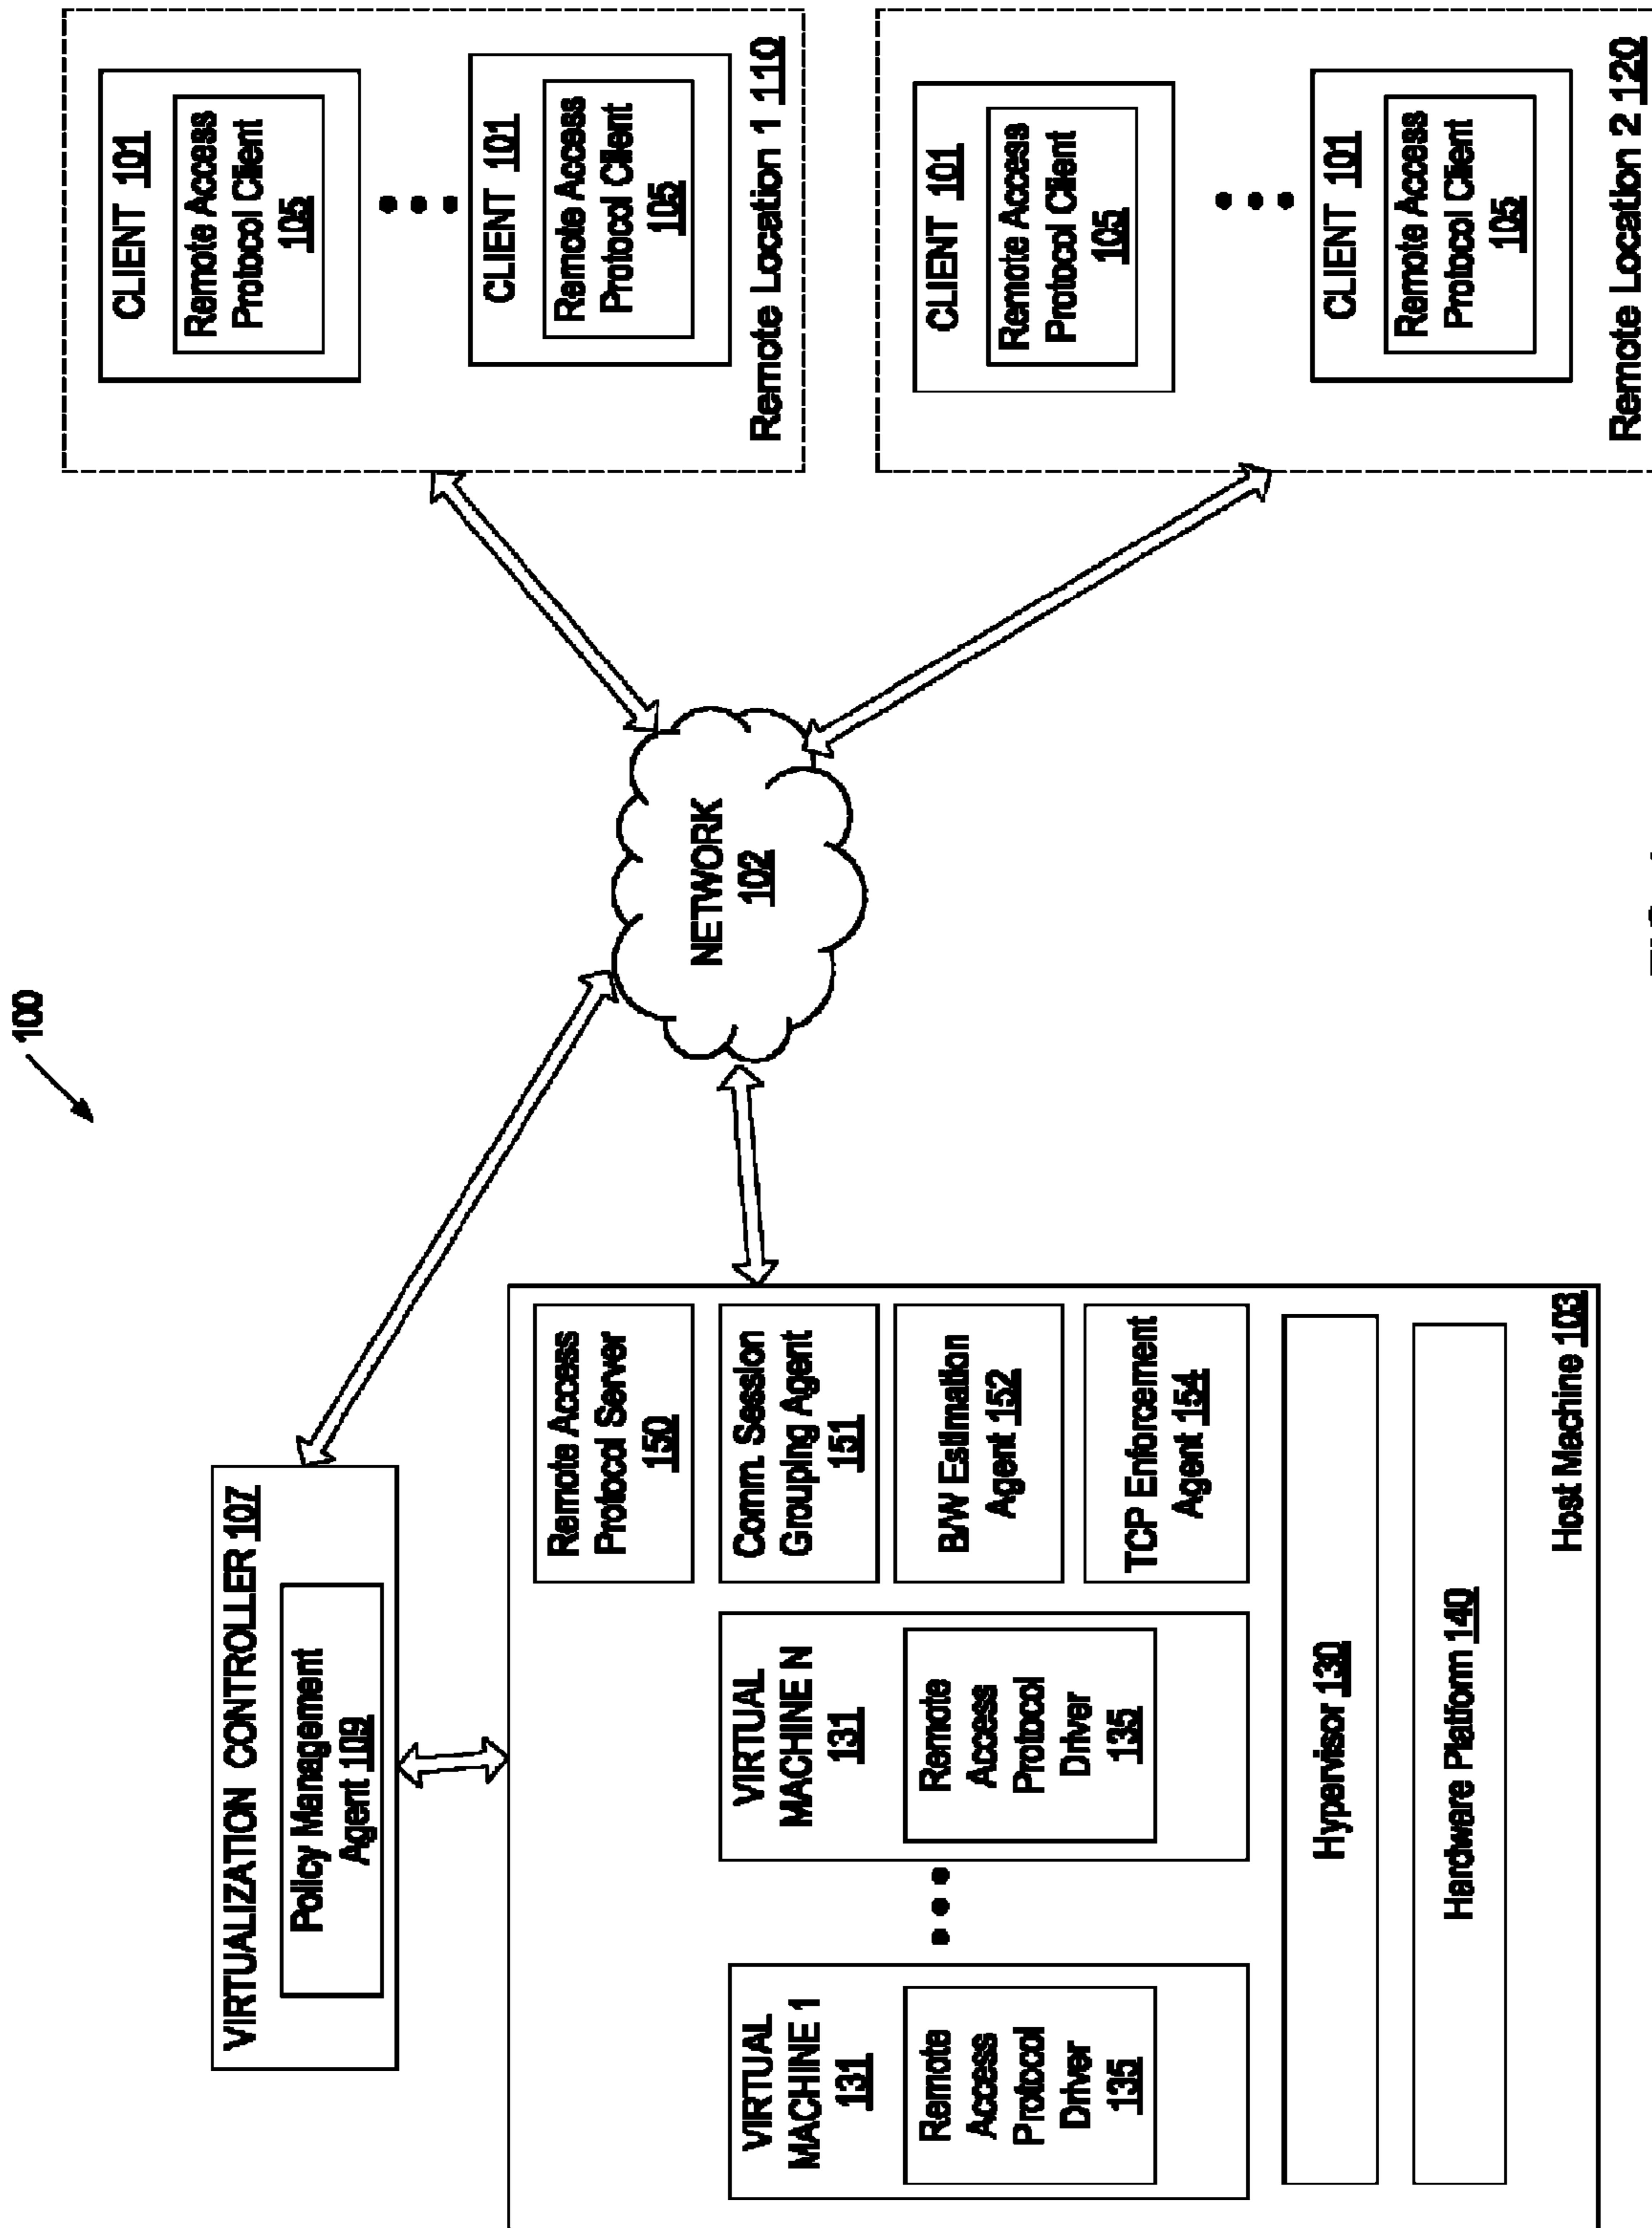 100
VIRTUALIZATION CONTROLLER 107
Policy Management
Agent 109
VIRTUAL
MACHINE 1
131
Remote
Access
Protocol
Driver
135
VIRTUAL
MACHINE N
131
Remote
Access
Protocol
Driver
135
Remote Access
Protocol Server
150
Comm. Session
Grouping Agent
151
B/W Estimation
Agent 152
TCP Enforcement
Agent 154
Hypervisor 130
Hardware Platform 140
Host Machine 103
NETWORK
102
CLIENT 101
Remote Access
Protocol Client
105
CLIENT 101
Remote Access
Protocol Client
105
Remote Location 1 110
CLIENT 101
Remote Access
Protocol Client
105
CLIENT 101
Remote Access
Protocol Client
105
Remote Location 2 120